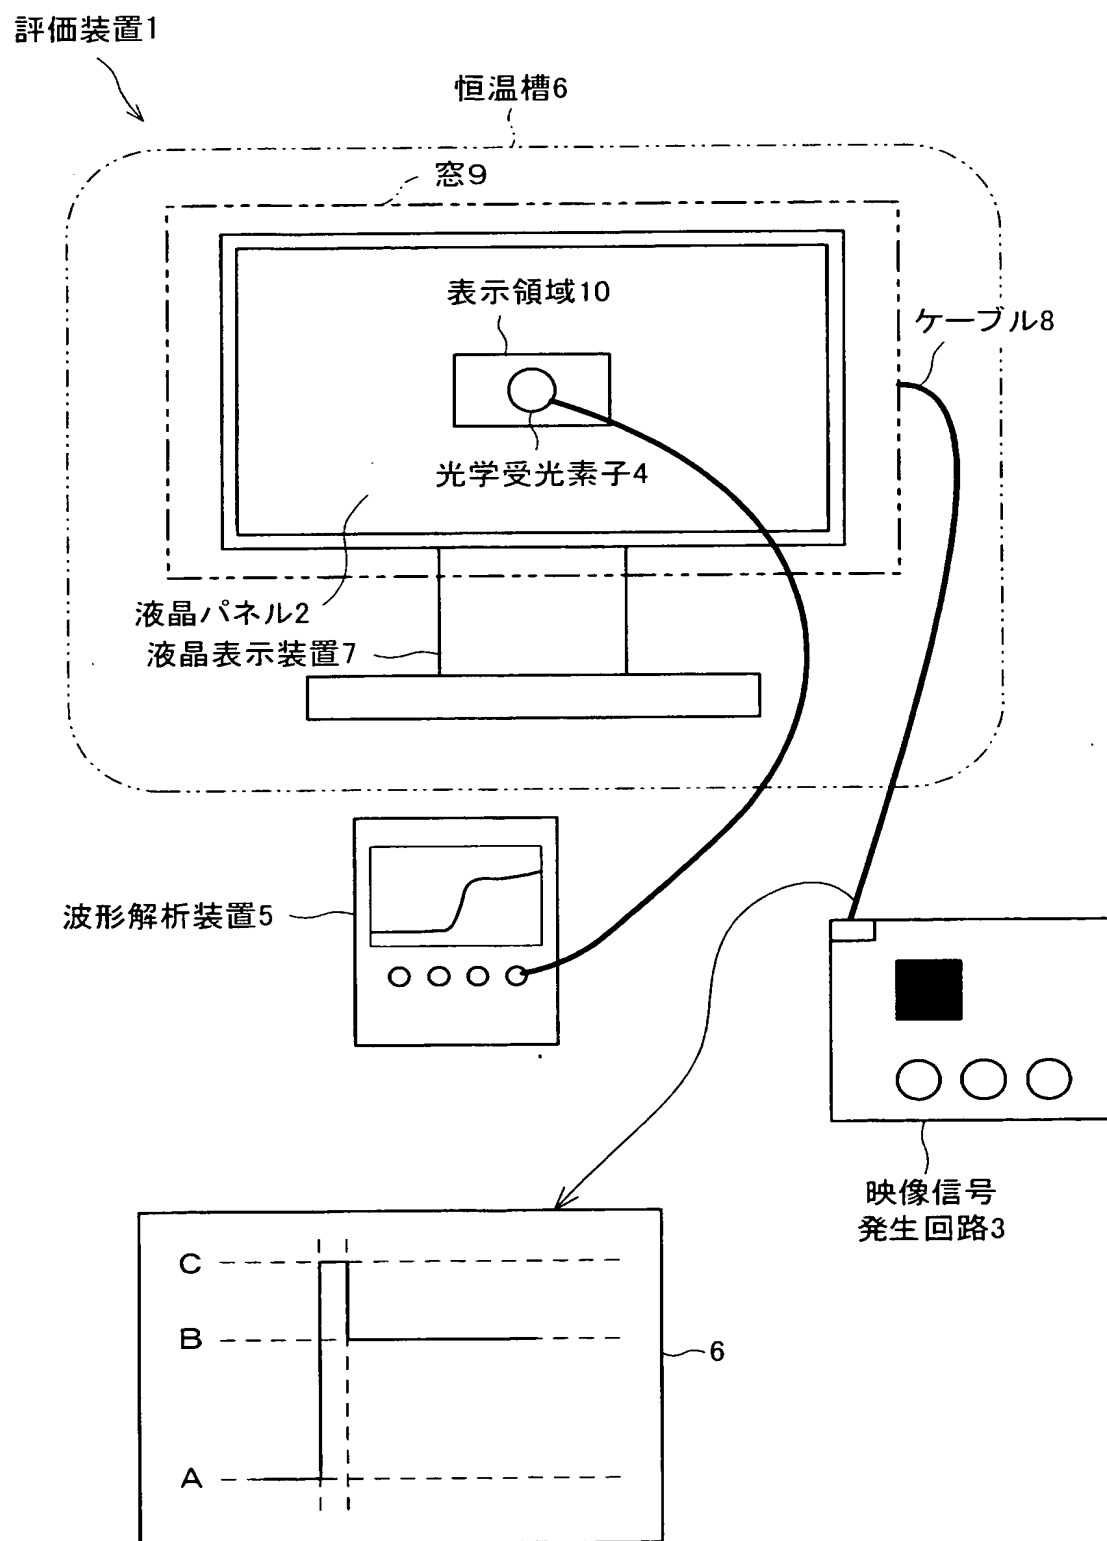 評価装置1
恒温槽6
窓9
表示領域10
ケーブル8
光学受光素子4
液晶パネル2
液晶表示装置7
波形解析装置5
映像信号
発生回路3
C
B
6
A